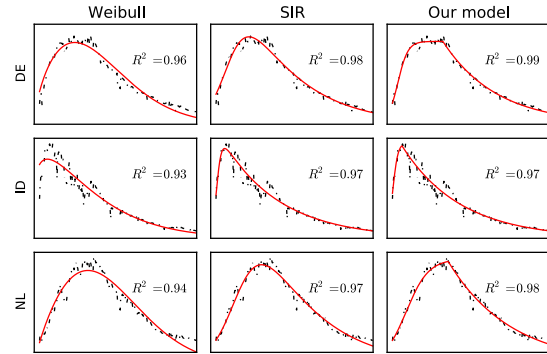 Weibull SIR Our model
DE R² =0.96 R² =0.98 R² =0.99
ID R² =0.93 R² =0.97 R² =0.97
NL R² =0.94 R² =0.97 R² =0.98